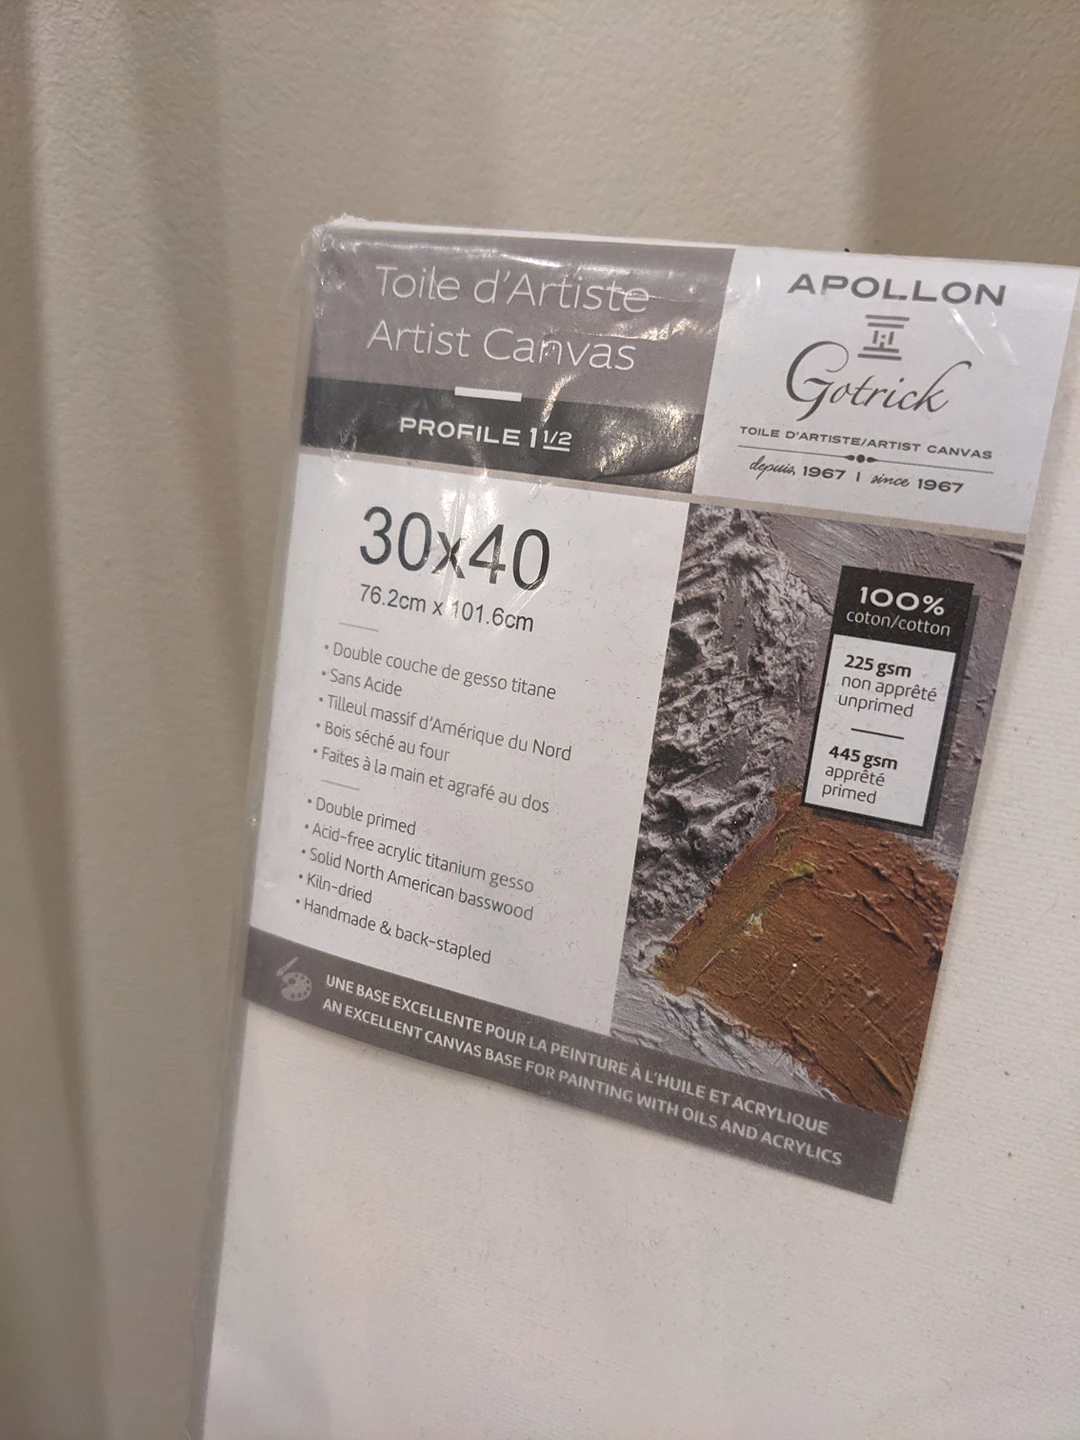 Toile d'Artiste
Artist Canvas
PROFILE 1 1/2
APOLLON
Gotrick
TOILE D'ARTISTE/ARTIST CANVAS
depuis 1967 | since 1967
30x40
76.2cm x 101.6cm
• Double couche de gesso titane
• Sans Acide
• Tilleul massif d'Amérique du Nord
• Bois séché au four
• Faites à la main et agrafé au dos
• Double primed
• Acid-free acrylic titanium gesso
• Solid North American basswood
• Kiln-dried
• Handmade & back-stapled
100%
coton/cotton
225 gsm
non apprêté
unprimed
445 gsm
apprêté
primed
UNE BASE EXCELLENTE POUR LA PEINTURE À L'HUILE ET ACRYLIQUE
AN EXCELLENT CANVAS BASE FOR PAINTING WITH OILS AND ACRYLICS